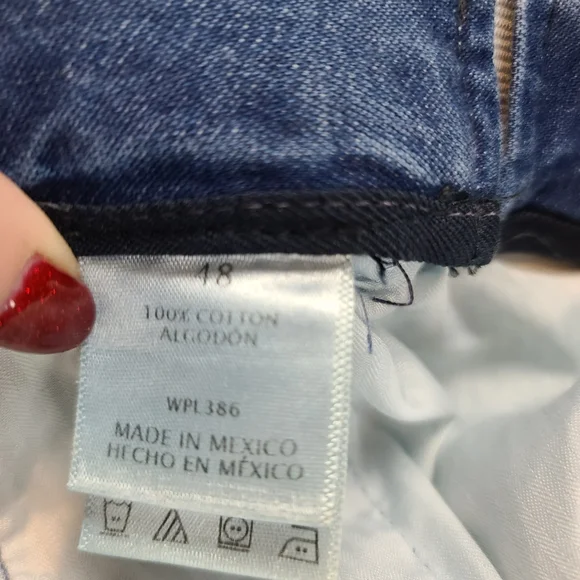 18
100% COTTON
ALGODÓN
WPL386
MADE IN MEXICO
HECHO EN MÉXICO